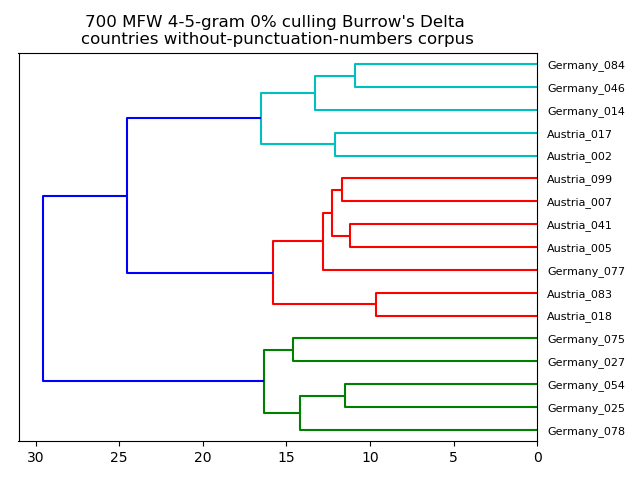 700 MFW 4-5-gram 0% culling Burrow's Delta
countries without-punctuation-numbers corpus
Germany_084
Germany_046
Germany_014
Austria_017
Austria_002
Austria_099
Austria_007
Austria_041
Austria_005
Germany_077
Austria_083
Austria_018
Germany_075
Germany_027
Germany_054
Germany_025
Germany_078
30 25 20 15 10 5 0